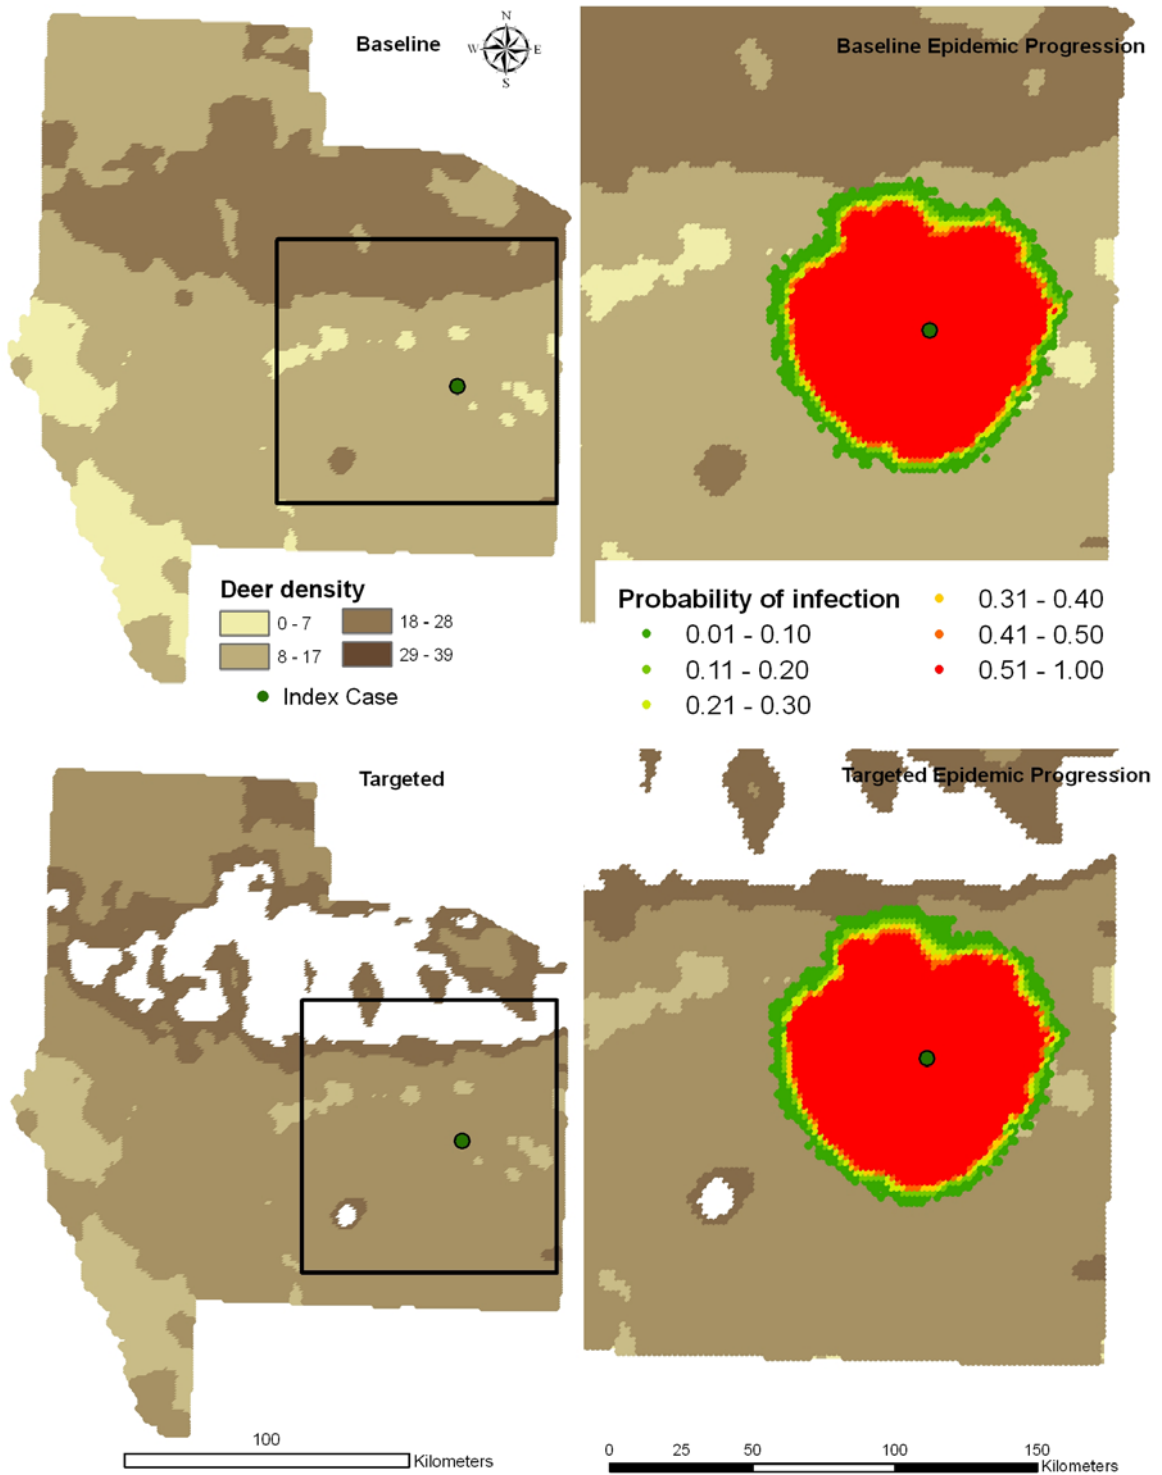 Baseline
N
W E
S
Baseline Epidemic Progression
Deer density
0 - 7
18 - 28
8 - 17
29 - 39
Index Case
Probability of infection
0.01 - 0.10
0.11 - 0.20
0.21 - 0.30
0.31 - 0.40
0.41 - 0.50
0.51 - 1.00
Targeted
Targeted Epidemic Progression
100
Kilometers
0 25 50 100 150
Kilometers